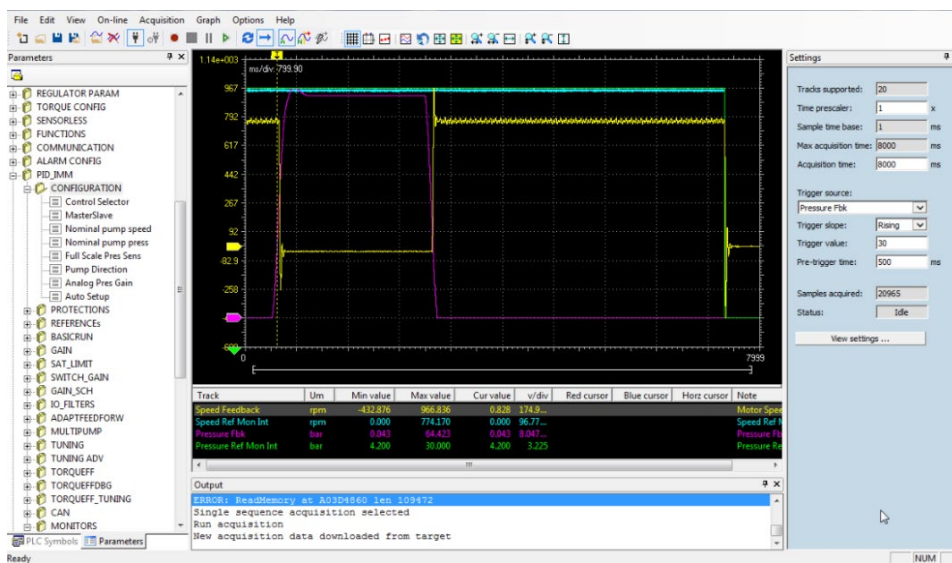 File Edit View On-line Acquisition Graph Options Help
Parameters
REGULATOR PARAM
TORQUE CONFIG
SENSORLESS
FUNCTIONS
COMMUNICATION
ALARM CONFIG
PID_IMM
CONFIGURATION
Control Selector
MasterSlave
Nominal pump speed
Nominal pump press
Full Scale Pres Sens
Pump Direction
Analog Pres Gain
Auto Setup
PROTECTIONS
REFERENCEs
BASICRUN
GAIN
SAT_LIMIT
SWITCH_GAIN
GAIN_SCH
IO_FILTERS
ADAPTFEEDFORW
MULTIPUMP
TUNING
TUNING ADV
TORQUEFF
TORQUEFFDBG
TORQUEFF_TUNING
CAN
MONITORS
PLC Symbols Parameters
1.14e+003
ms/div: 799.90
967
792
617
442
267
92
-82.9
-258
0 7999
Track Um Min value Max value Cur value v/div Red cursor Blue cursor Horz cursor Note
Speed Feedback rpm -432.876 966.836 0.828 174.9... Motor Spee
Speed Ref Mon Int rpm 0.000 774.170 0.000 96.77... Speed Ref M
Pressure Fbk bar 0.043 64.423 0.043 8.047... Pressure Fb
Pressure Ref Mon Int bar 4.200 30.000 4.200 3.225 Pressure Re
Output
ERROR: ReadMemory at A03D4860 len 109472
Single sequence acquisition selected
Run acquisition
New acquisition data downloaded from target
Settings
Tracks supported: 20
Time prescaler: 1 x
Sample time base: 1 ms
Max acquisition time: 8000 ms
Acquisition time: 8000 ms
Trigger source:
Pressure Fbk
Trigger slope: Rising
Trigger value: 30
Pre-trigger time: 500 ms
Samples acquired: 20965
Status: Idle
View settings ...
Ready NUM